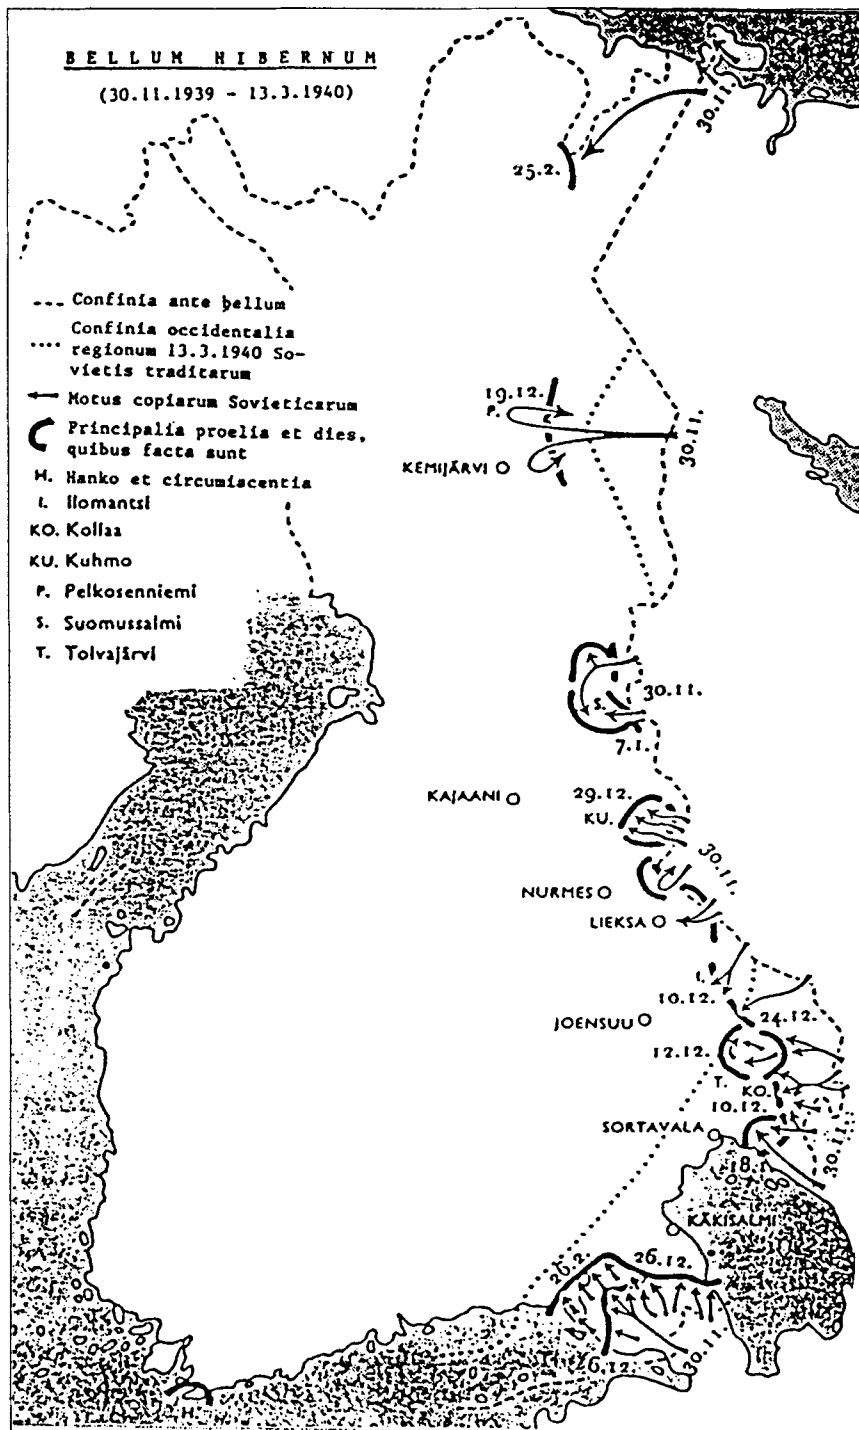 BELLUM HIBERNUM
(30.11.1939 - 13.3.1940)
30.11.
25.2.
--- Confinia ante bellum
.... Confinia occidentalia
regionum 13.3.1940 So-
vietis traditarum
Motus copiarum Sovieticarum
Principalia proelia et dies,
quibus facta sunt
H. Hanko et circumiacentia
I. Ilomantsi
KO. Kollaa
KU. Kuhmo
P. Pelkosenniemi
S. Suomussalmi
T. Tolvajärvi
19.12.
P.
30.11.
KEMIJÄRVI
30.11.
S.
7.1.
KAJAANI
29.12.
KU.
30.11.
NURMES
LIEKSA
I.
10.12.
JOENSUU
24.12.
12.12.
T.
KO.
10.12.
SORTAVALA
8.1.
30.11.
KÄKISALMI
26.2.
26.12.
26.12.
30.11.
H.